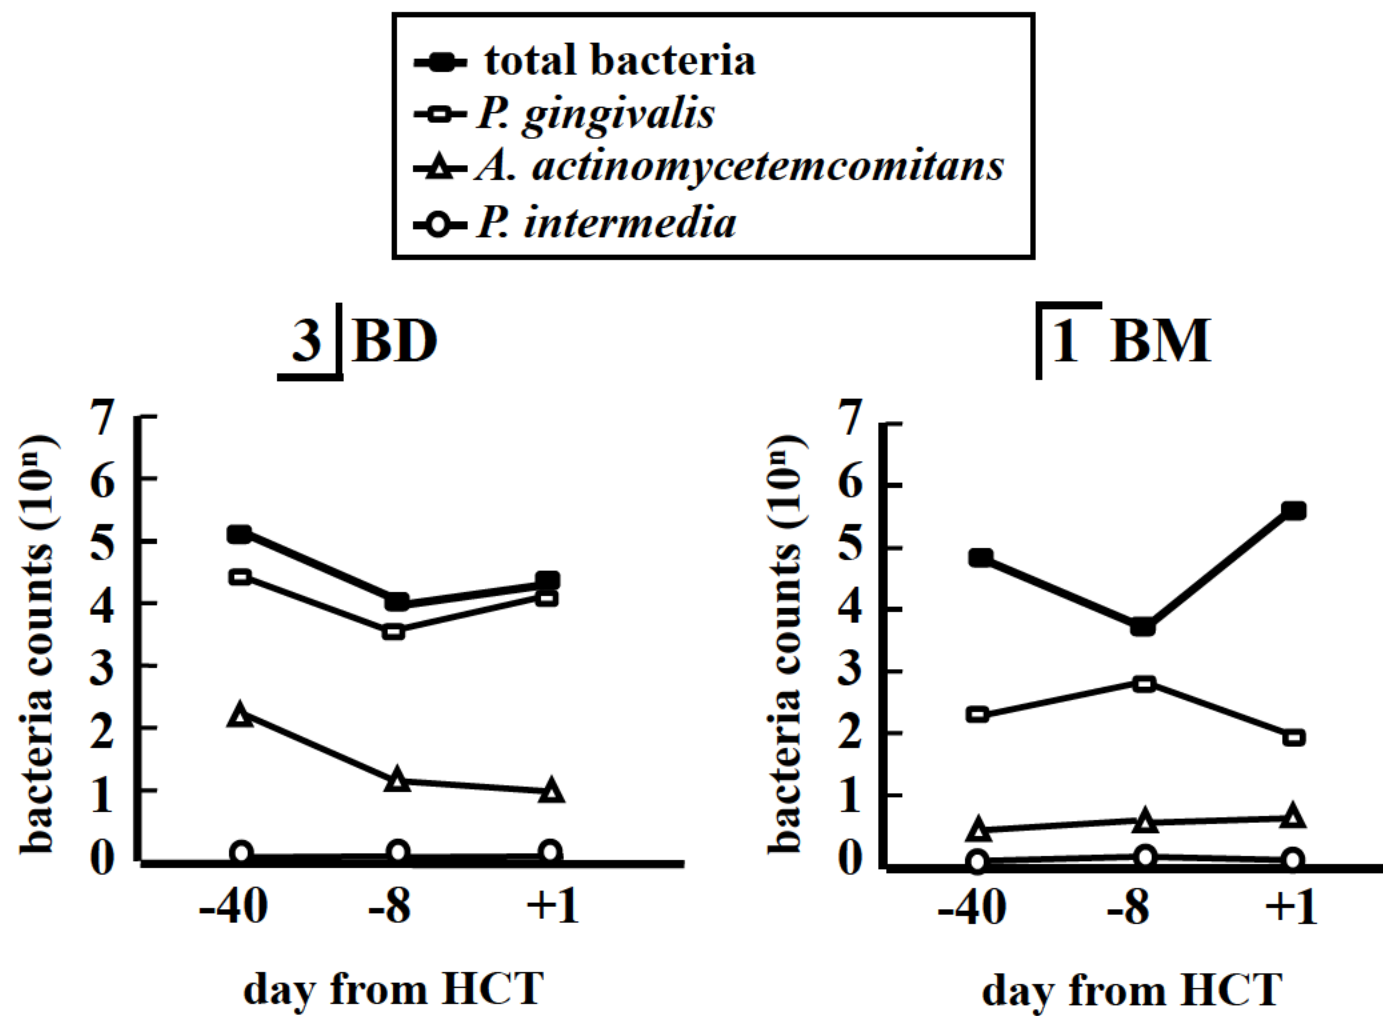 total bacteria
P. gingivalis
A. actinomycetemcomitans
P. intermedia
3 BD
bacteria counts (10ⁿ)
7
6
5
4
3
2
1
0
-40 -8 +1
day from HCT
1 BM
bacteria counts (10ⁿ)
7
6
5
4
3
2
1
0
-40 -8 +1
day from HCT